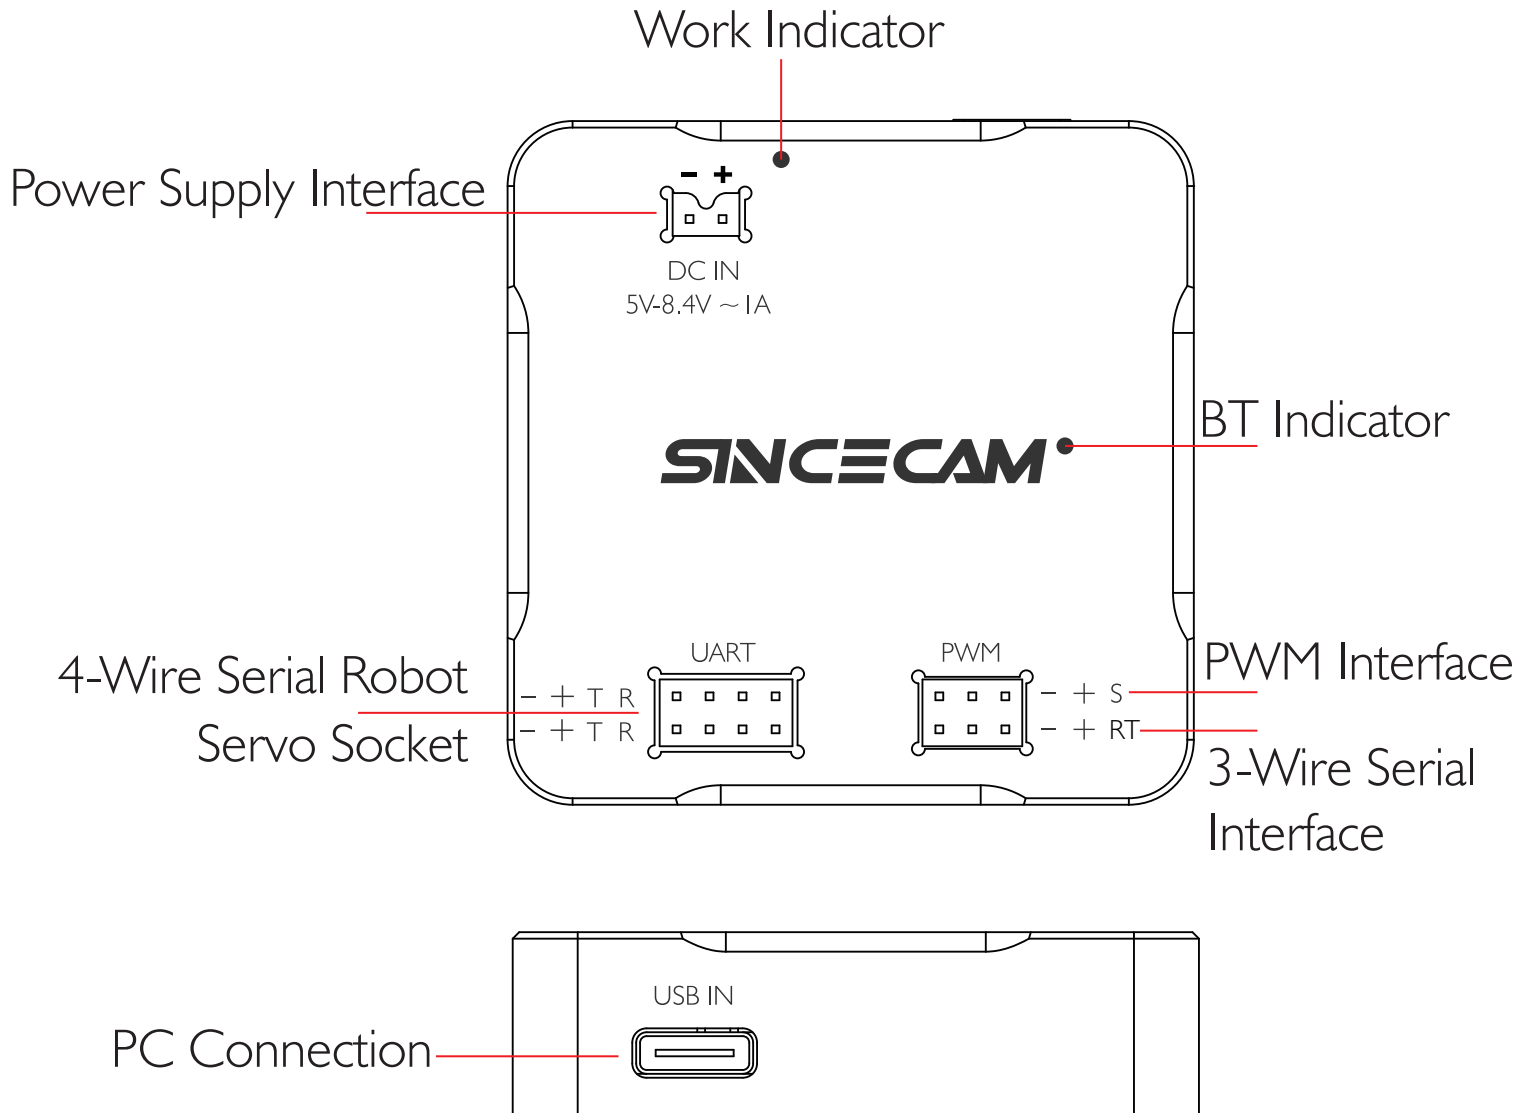 Work Indicator
Power Supply Interface
- +
DC IN
5V-8.4V ~ 1A
BT Indicator
SINCECAM
UART
PWM
4-Wire Serial Robot
Servo Socket
- + T R
- + T R
- + S
- + RT
PWM Interface
3-Wire Serial
Interface
USB IN
PC Connection